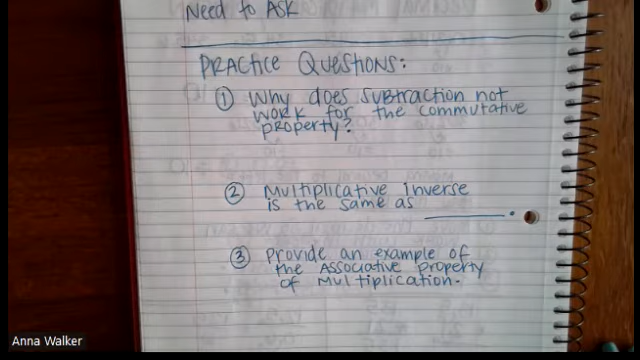 Need to Ask
Practice Questions:
① Why does subtraction not
work for the commutative
property?
② Multiplicative inverse
is the same as ________.
③ Provide an example of
the Associative property
of Multiplication.
Anna Walker